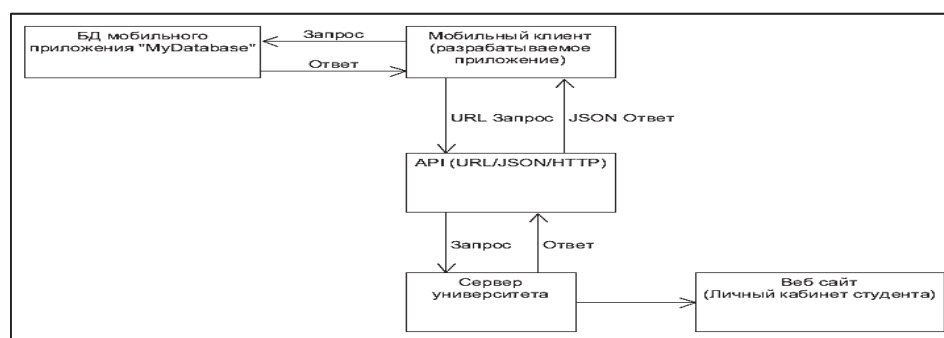 БД мобильного
приложения "MyDatabase"
Запрос
Ответ
Мобильный клиент
(разрабатываемое
приложение)
URL Запрос
JSON Ответ
API (URL/JSON/HTTP)
Запрос
Ответ
Сервер
университета
Веб сайт
(Личный кабинет студента)